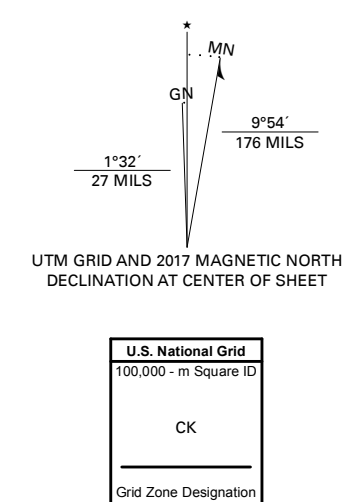 ★
MN
GN
9°54´
176 MILS
1°32´
27 MILS
UTM GRID AND 2017 MAGNETIC NORTH
DECLINATION AT CENTER OF SHEET
U.S. National Grid
100,000 - m Square ID
CK
Grid Zone Designation